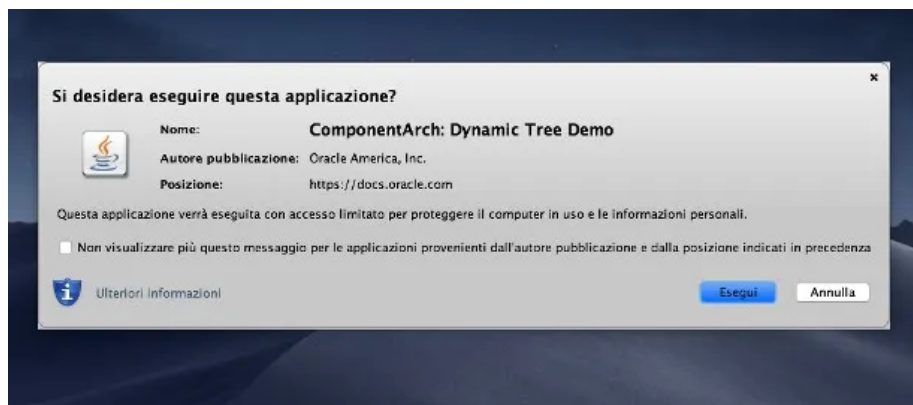 Si desidera eseguire questa applicazione?
Nome: ComponentArch: Dynamic Tree Demo
Autore pubblicazione: Oracle America, Inc.
Posizione: https://docs.oracle.com
Questa applicazione verrà eseguita con accesso limitato per proteggere il computer in uso e le informazioni personali.
Non visualizzare più questo messaggio per le applicazioni provenienti dall'autore pubblicazione e dalla posizione indicati in precedenza
Ulteriori informazioni
Esegui Annulla